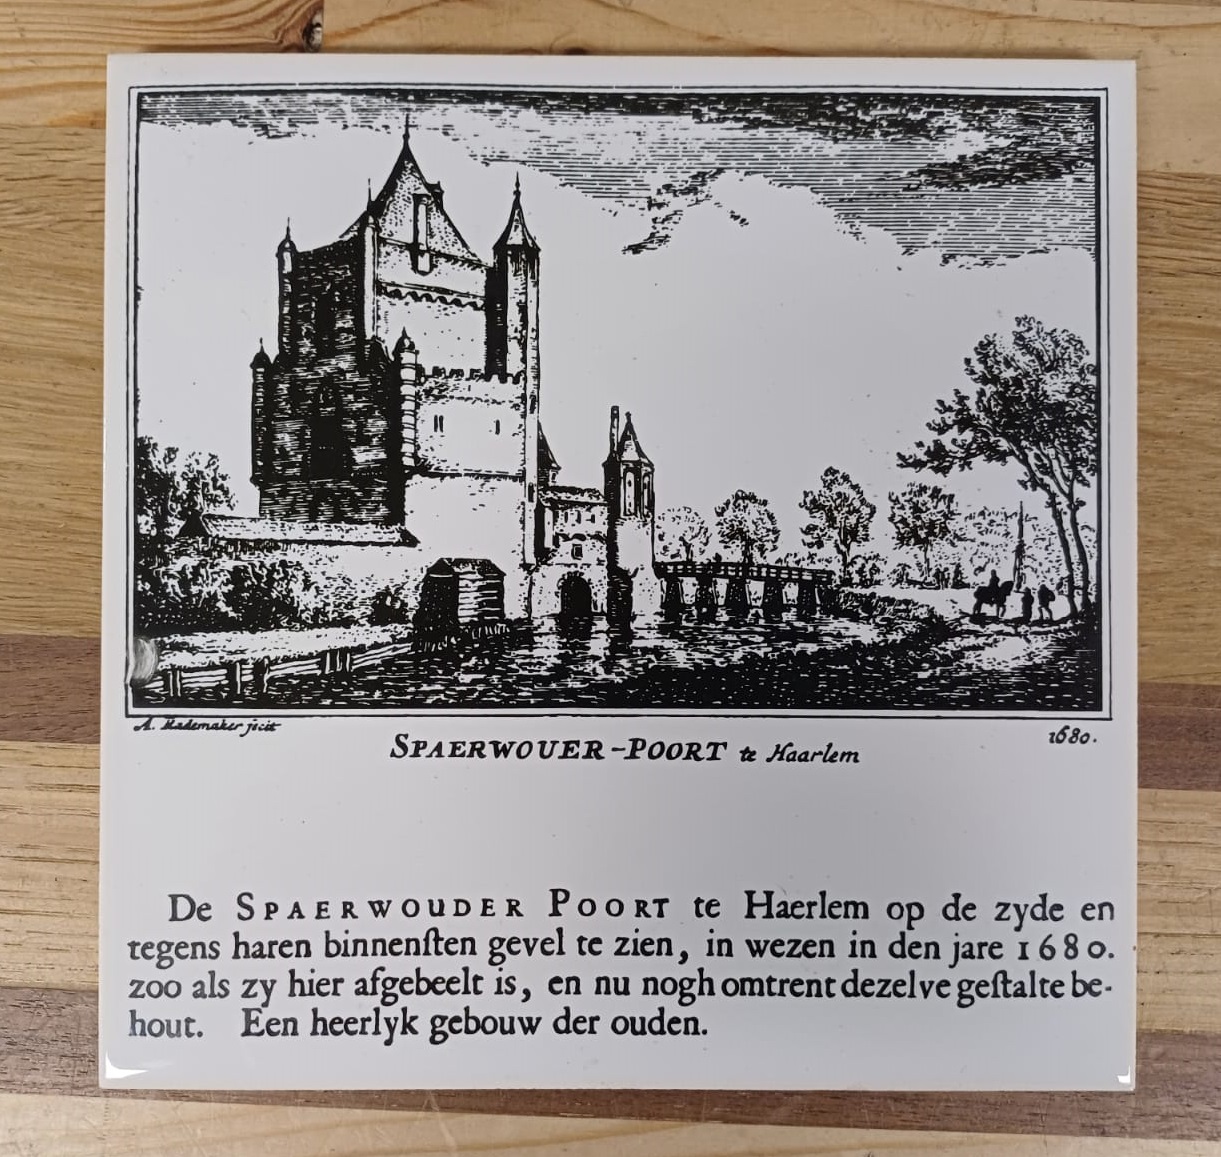 A. Rademaker fecit
1680.
SPAERWOUER-POORT te Haarlem
De SPAERWOUDER POORT te Haerlem op de zyde en
tegens haren binnenſten gevel te zien, in wezen in den jare 1680.
zoo als zy hier afgebeelt is, en nu nogh omtrent dezelve geſtalte be-
hout. Een heerlyk gebouw der ouden.